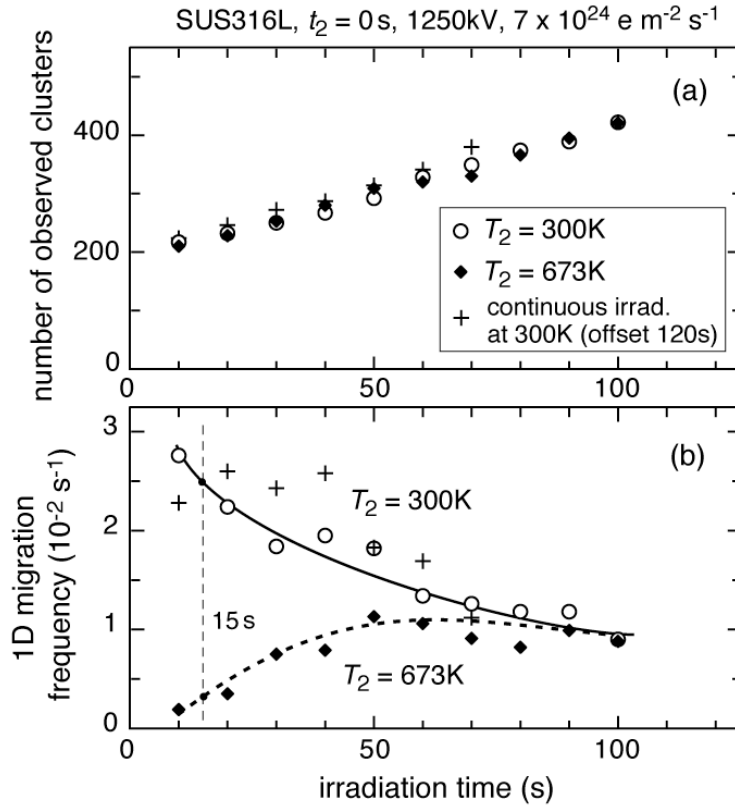 SUS316L, t₂ = 0 s, 1250kV, 7 x 10²⁴ e m⁻² s⁻¹
(a)
number of observed clusters
400
200
0
T₂ = 300K
T₂ = 673K
continuous irrad.
at 300K (offset 120s)
0 50 100
(b)
1D migration
frequency (10⁻² s⁻¹)
3
2
1
0
T₂ = 300K
15 s
T₂ = 673K
0 50 100
irradiation time (s)